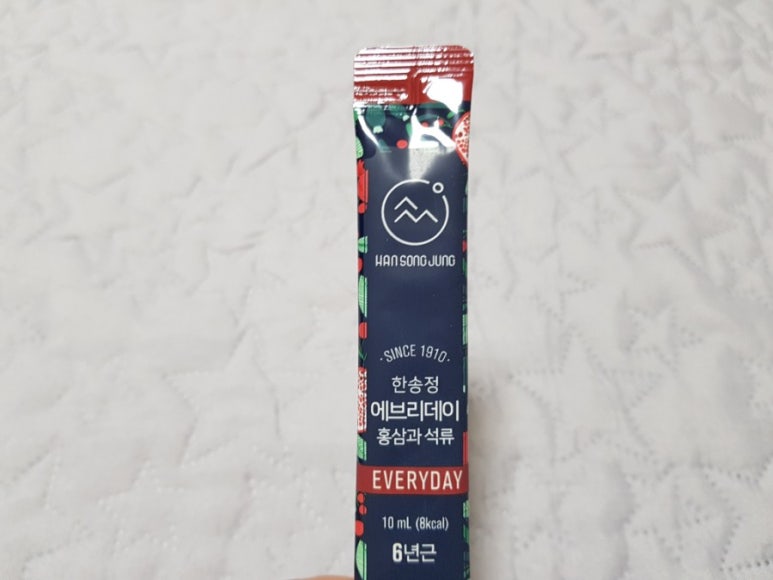 HAN SONG JUNG
·SINCE 1910·
한송정
에브리데이
홍삼과 석류
EVERYDAY
10 mL (8kcal)
6년근